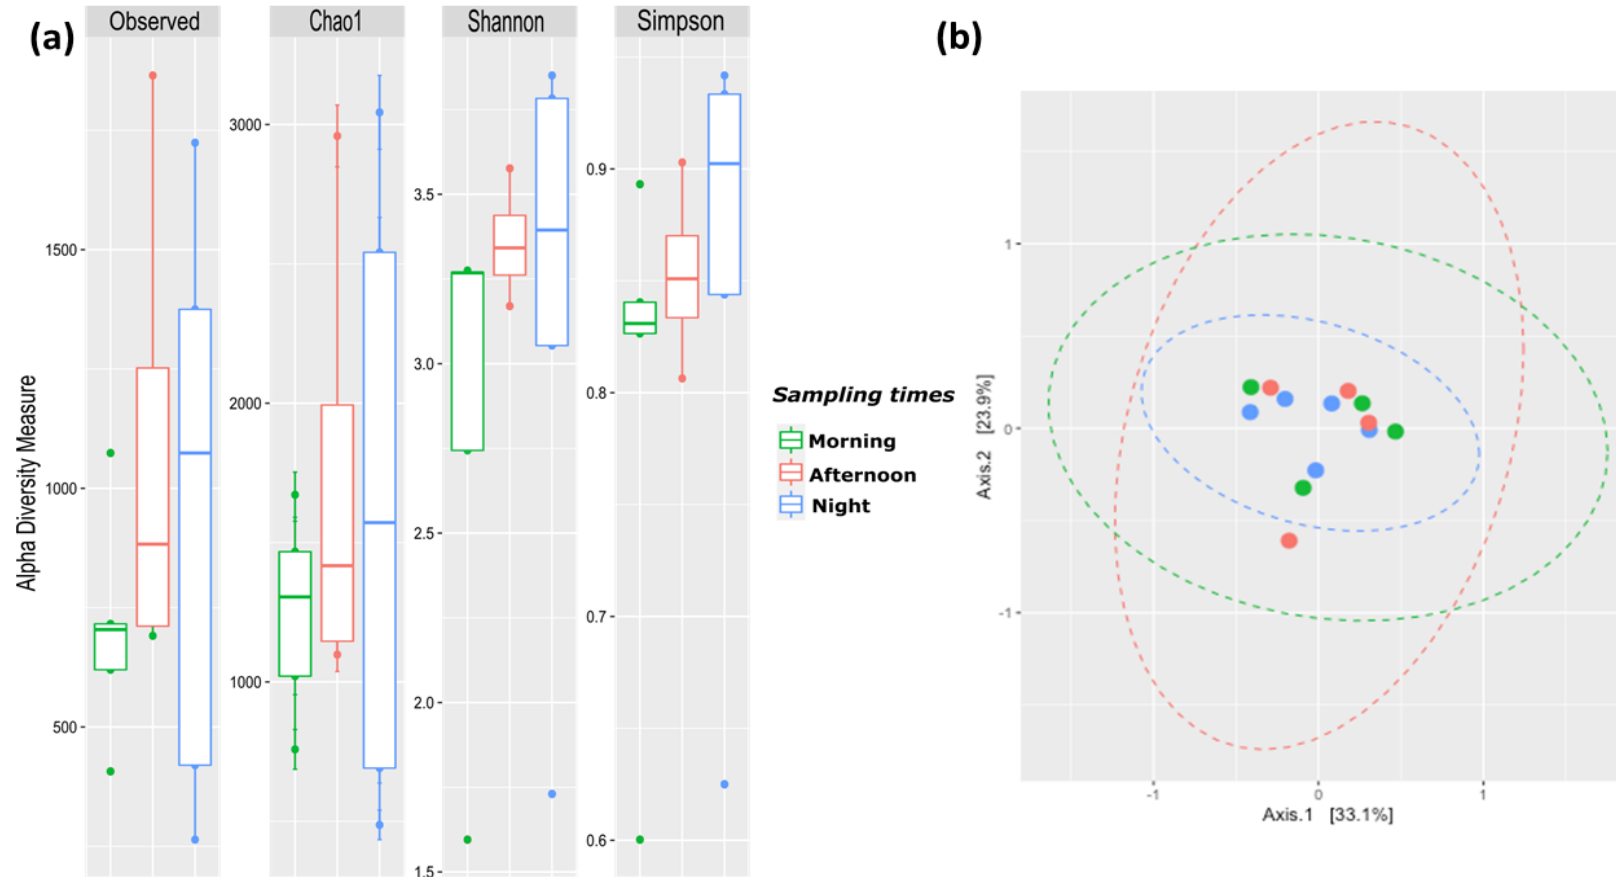 (a)
Observed
Chao1
Shannon
Simpson
Alpha Diversity Measure
1500
1000
500
3000
2000
1000
3.5
3.0
2.5
2.0
1.5
0.9
0.8
0.7
0.6
Sampling times
Morning
Afternoon
Night
(b)
Axis.2 [23.9%]
1
0
-1
-1
0
1
Axis.1 [33.1%]